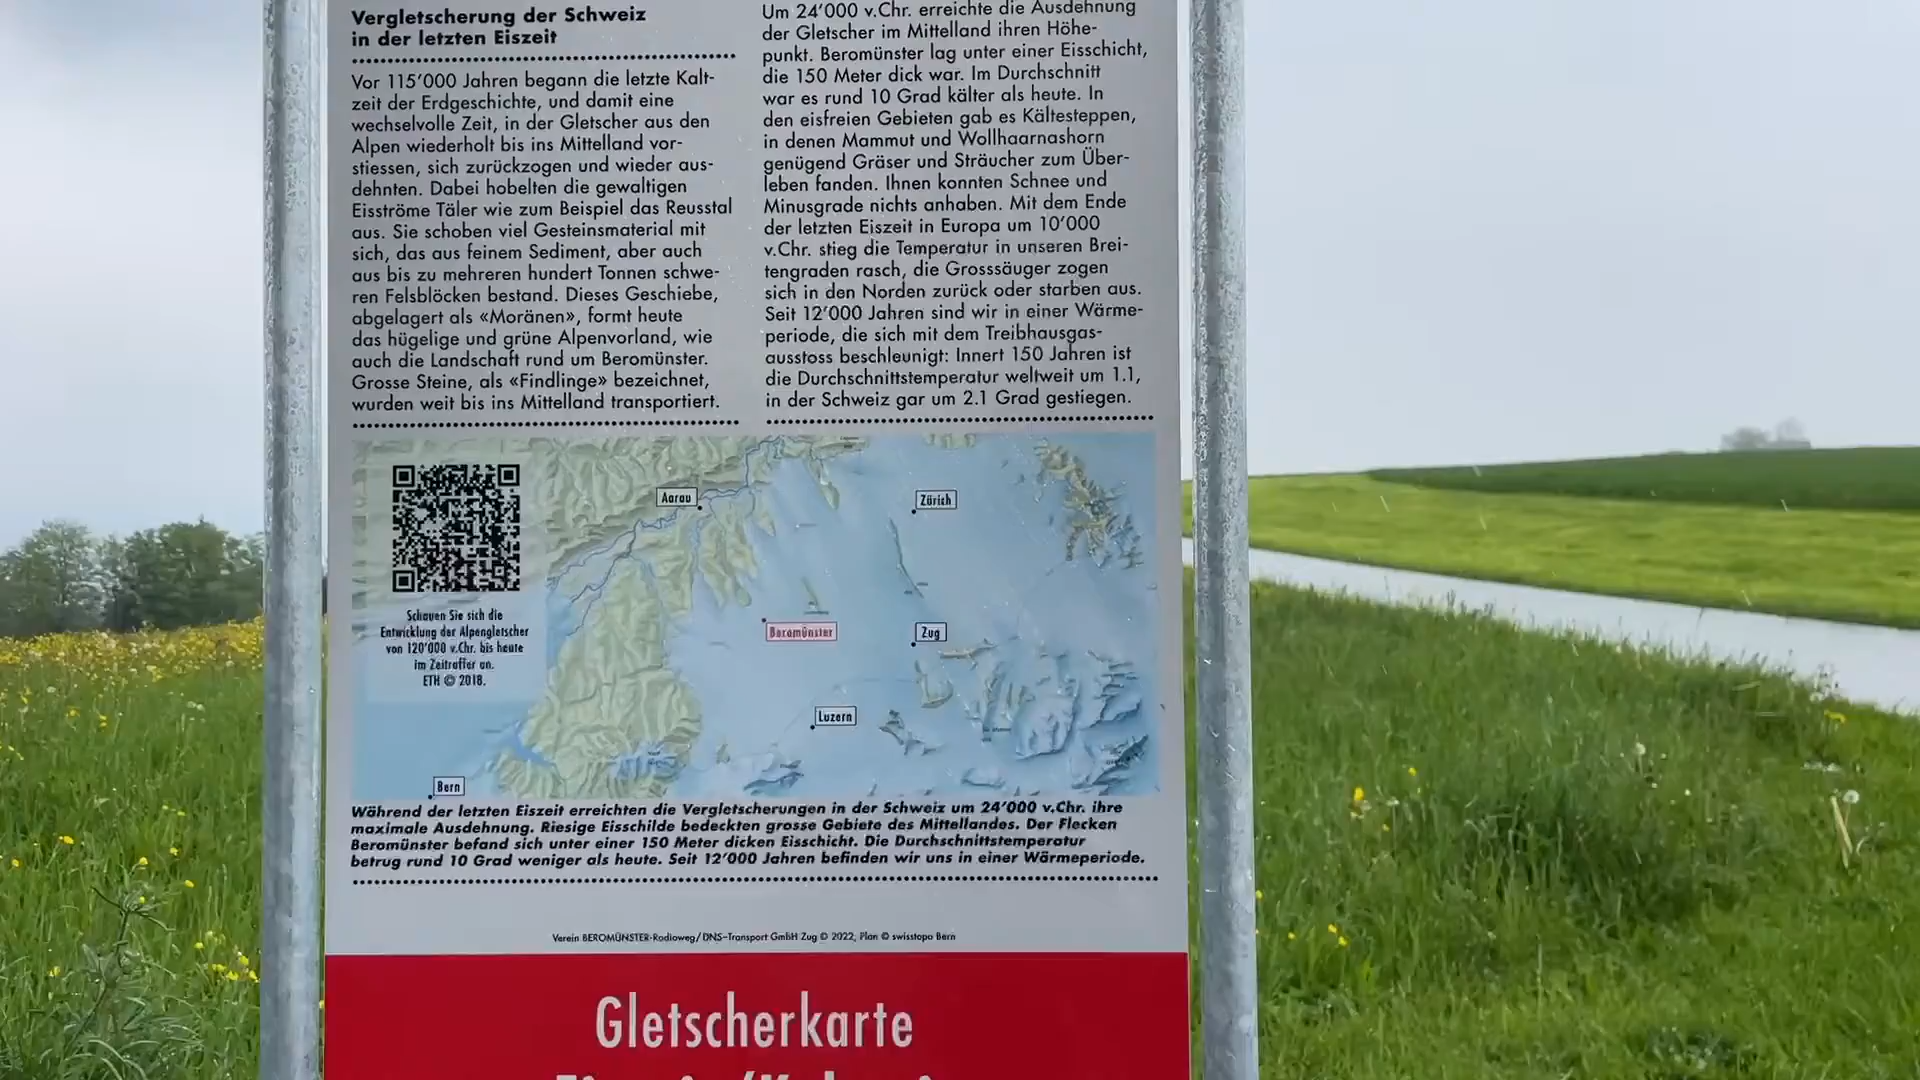 Vergletscherung der Schweiz
in der letzten Eiszeit
Vor 115’000 Jahren begann die letzte Kalt-
zeit der Erdgeschichte, und damit eine
wechselvolle Zeit, in der Gletscher aus den
Alpen wiederholt bis ins Mittelland vor-
stiessen, sich zurückzogen und wieder aus-
dehnten. Dabei hobelten die gewaltigen
Eisströme Täler wie zum Beispiel das Reusstal
aus. Sie schoben viel Gesteinsmaterial mit
sich, das aus feinem Sediment, aber auch
aus bis zu mehreren hundert Tonnen schwe-
ren Felsblöcken bestand. Dieses Geschiebe,
abgelagert als «Moränen», formt heute
das hügelige und grüne Alpenvorland, wie
auch die Landschaft rund um Beromünster.
Grosse Steine, als «Findlinge» bezeichnet,
wurden weit bis ins Mittelland transportiert.
Um 24’000 v.Chr. erreichte die Ausdehnung
der Gletscher im Mittelland ihren Höhe-
punkt. Beromünster lag unter einer Eisschicht,
die 150 Meter dick war. Im Durchschnitt
war es rund 10 Grad kälter als heute. In
den eisfreien Gebieten gab es Kältesteppen,
in denen Mammut und Wollhaarnashorn
genügend Gräser und Sträucher zum Über-
leben fanden. Ihnen konnten Schnee und
Minusgrade nichts anhaben. Mit dem Ende
der letzten Eiszeit in Europa um 10’000
v.Chr. stieg die Temperatur in unseren Brei-
tengraden rasch, die Grosssäuger zogen
sich in den Norden zurück oder starben aus.
Seit 12’000 Jahren sind wir in einer Wärme-
periode, die sich mit dem Treibhausgas-
ausstoss beschleunigt: Innert 150 Jahren ist
die Durchschnittstemperatur weltweit um 1.1,
in der Schweiz gar um 2.1 Grad gestiegen.
Aarau
Zürich
Beromünster
Zug
Luzern
Bern
Schauen Sie sich die
Entwicklung der Alpengletscher
von 120’000 v.Chr. bis heute
im Zeitraffer an.
ETH © 2018.
Während der letzten Eiszeit erreichten die Vergletscherungen in der Schweiz um 24’000 v.Chr. ihre
maximale Ausdehnung. Riesige Eisschilde bedeckten grosse Gebiete des Mittellandes. Der Flecken
Beromünster befand sich unter einer 150 Meter dicken Eisschicht. Die Durchschnittstemperatur
betrug rund 10 Grad weniger als heute. Seit 12’000 Jahren befinden wir uns in einer Wärmeperiode.
Verein BEROMÜNSTER-Radioweg/DNS-Transport GmbH Zug © 2022, Plan © swisstopo Bern
Gletscherkarte